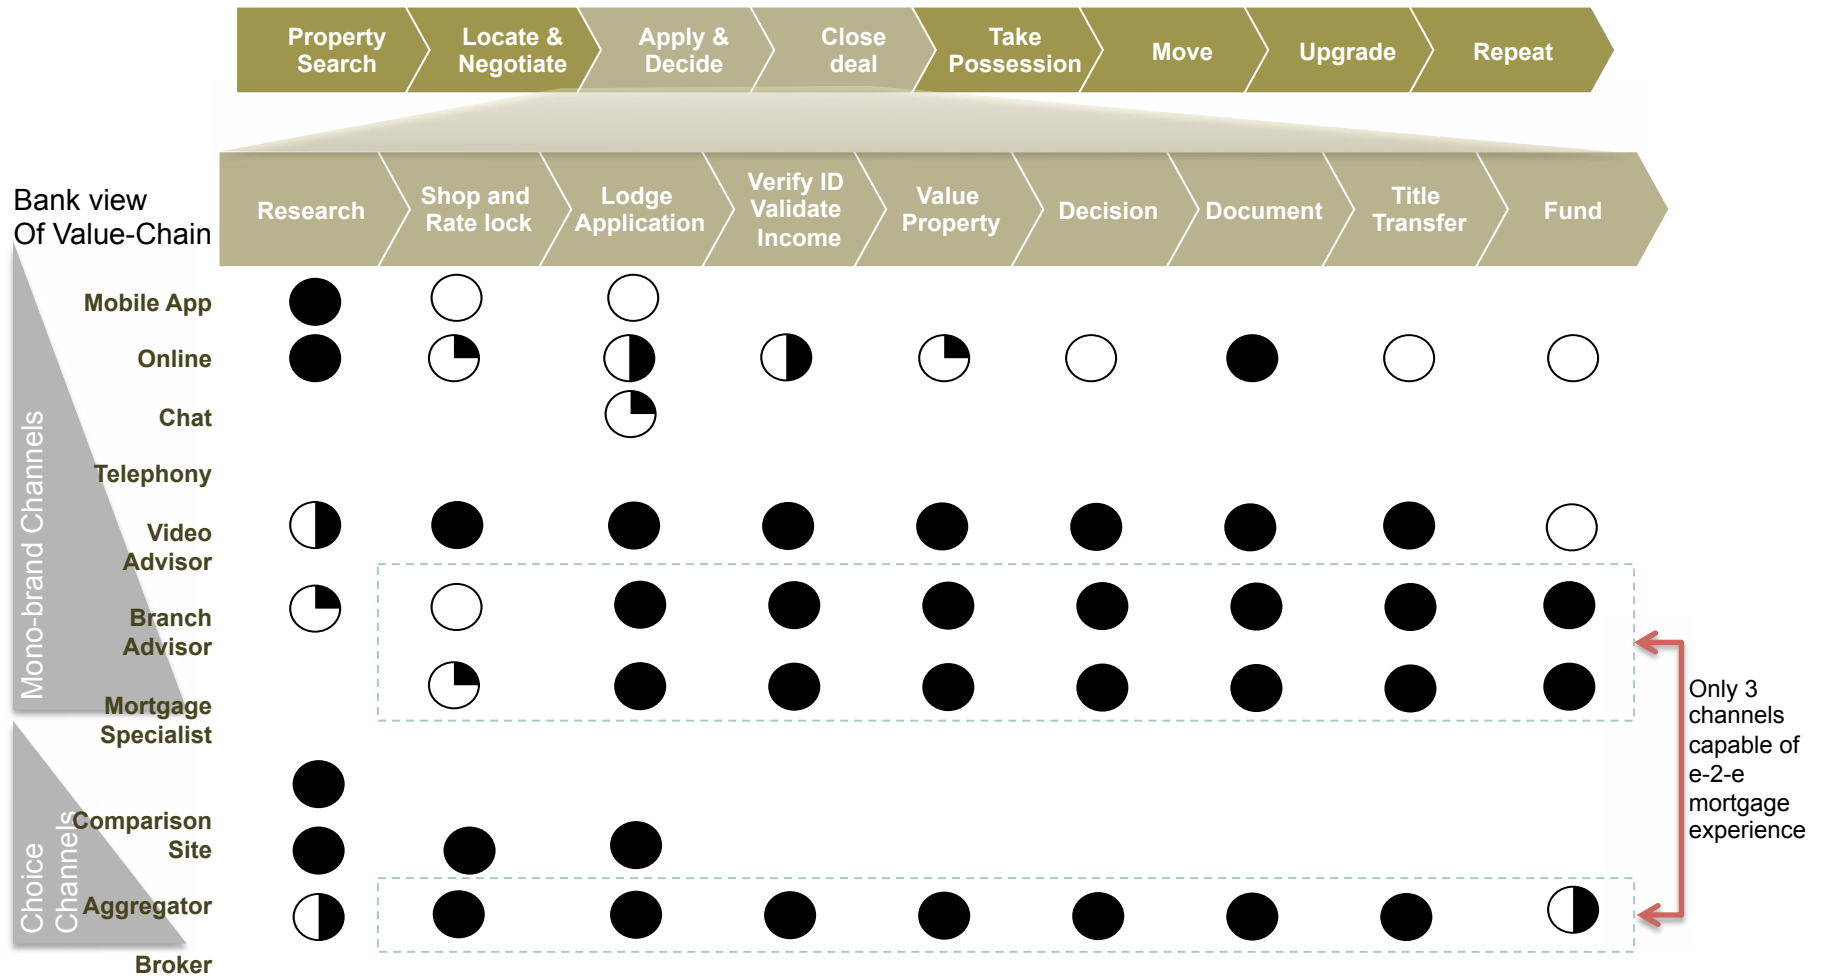 Property
Search
Locate &
Negotiate
Apply &
Decide
Close
deal
Take
Possession
Move
Upgrade
Repeat
Bank view
Of Value-Chain
Research
Shop and
Rate lock
Lodge
Application
Verify ID
Validate
Income
Value
Property
Decision
Document
Title
Transfer
Fund
Mono-brand Channels
Mobile App
Online
Chat
Telephony
Video
Advisor
Branch
Advisor
Mortgage
Specialist
Choice
Channels
Comparison
Site
Aggregator
Broker
Only 3
channels
capable of
e-2-e
mortgage
experience